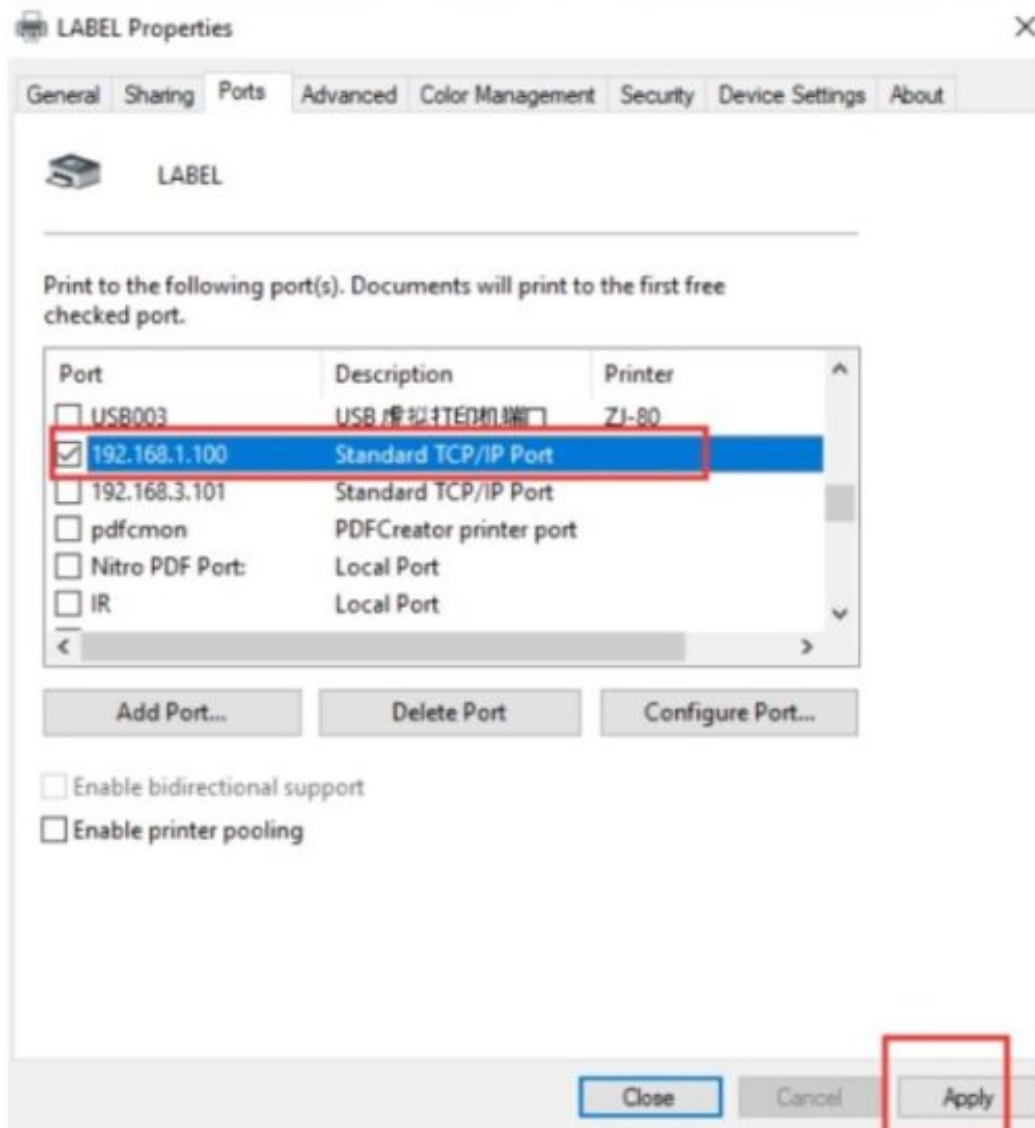 LABEL Properties
General Sharing Ports Advanced Color Management Security Device Settings About
LABEL
Print to the following port(s). Documents will print to the first free
checked port.
Port Description Printer
USB003 USB 虚拟打印机端口 ZJ-80
192.168.1.100 Standard TCP/IP Port
192.168.3.101 Standard TCP/IP Port
pdfcmon PDFCreator printer port
Nitro PDF Port: Local Port
IR Local Port
Add Port... Delete Port Configure Port...
Enable bidirectional support
Enable printer pooling
Close Cancel Apply